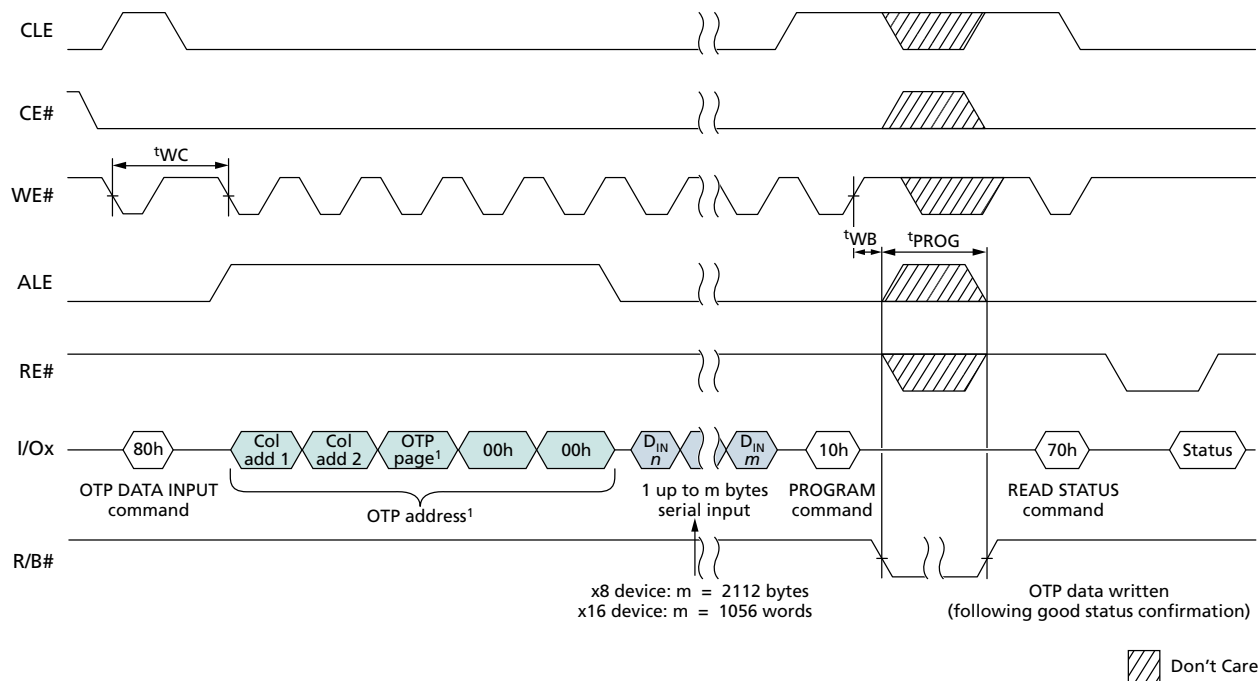 CLE
CE#
tWC
WE#
tWB
tPROG
ALE
RE#
I/Ox
80h
Col add 1
Col add 2
OTP page1
00h
00h
DIN n
DIN m
10h
70h
Status
OTP DATA INPUT
command
OTP address1
1 up to m bytes
serial input
PROGRAM
command
READ STATUS
command
R/B#
x8 device: m = 2112 bytes
x16 device: m = 1056 words
OTP data written
(following good status confirmation)
Don't Care